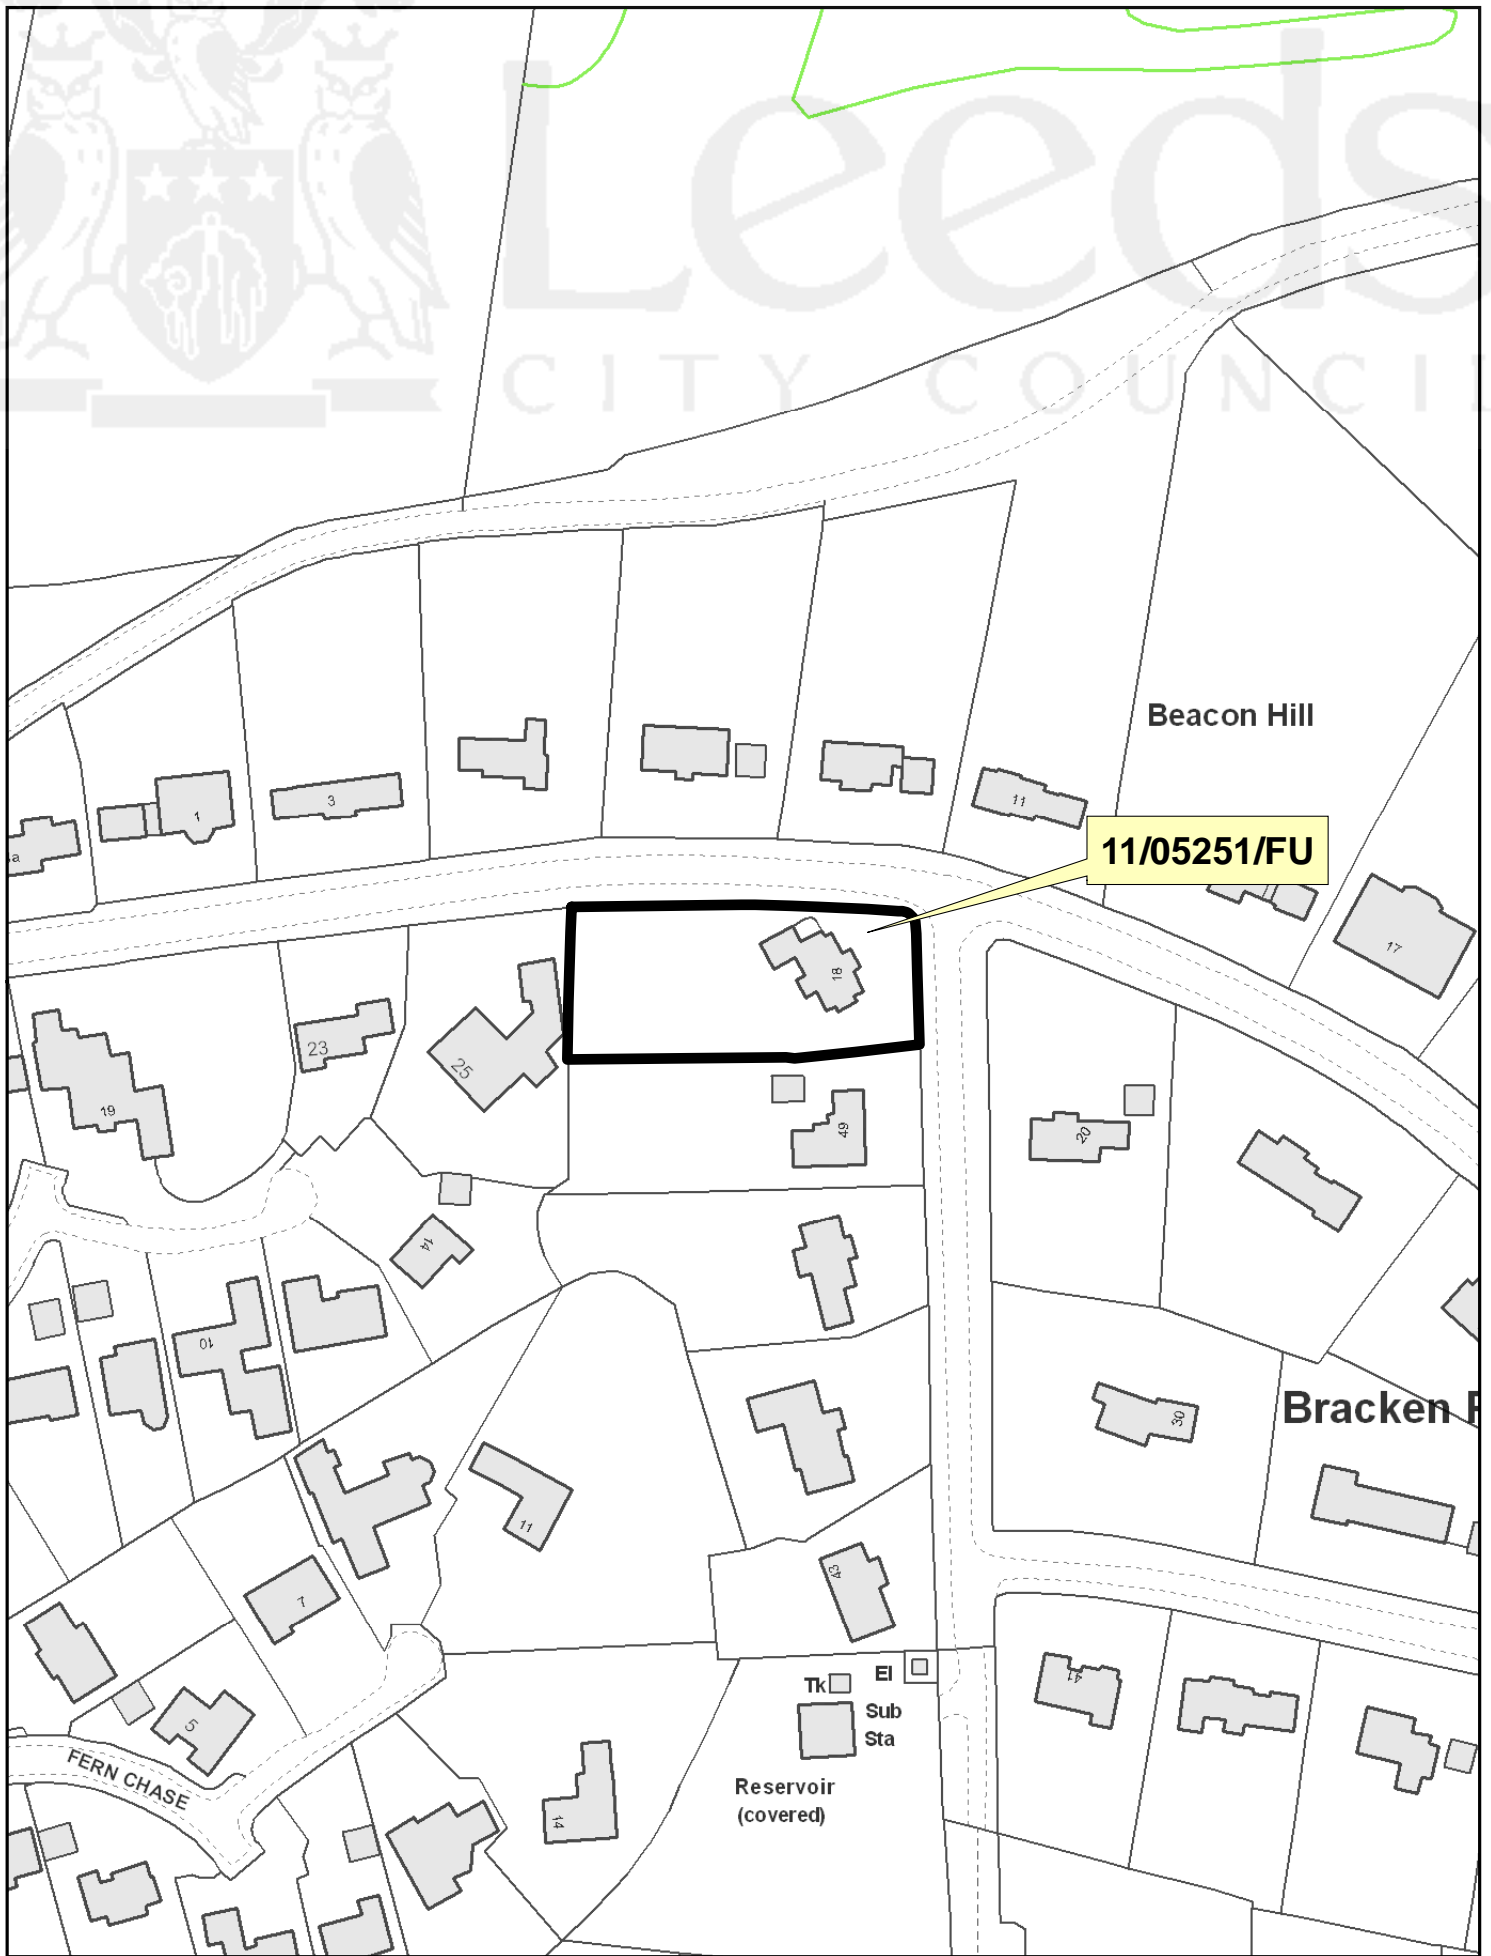 Leeds
CITY COUNCIL
Beacon Hill
1
3
11
11/05251/FU
17
18
23
25
19
49
20
14
10
30
Bracken
11
43
7
41
Tk
El
Sub
Sta
5
FERN CHASE
Reservoir
(covered)
14